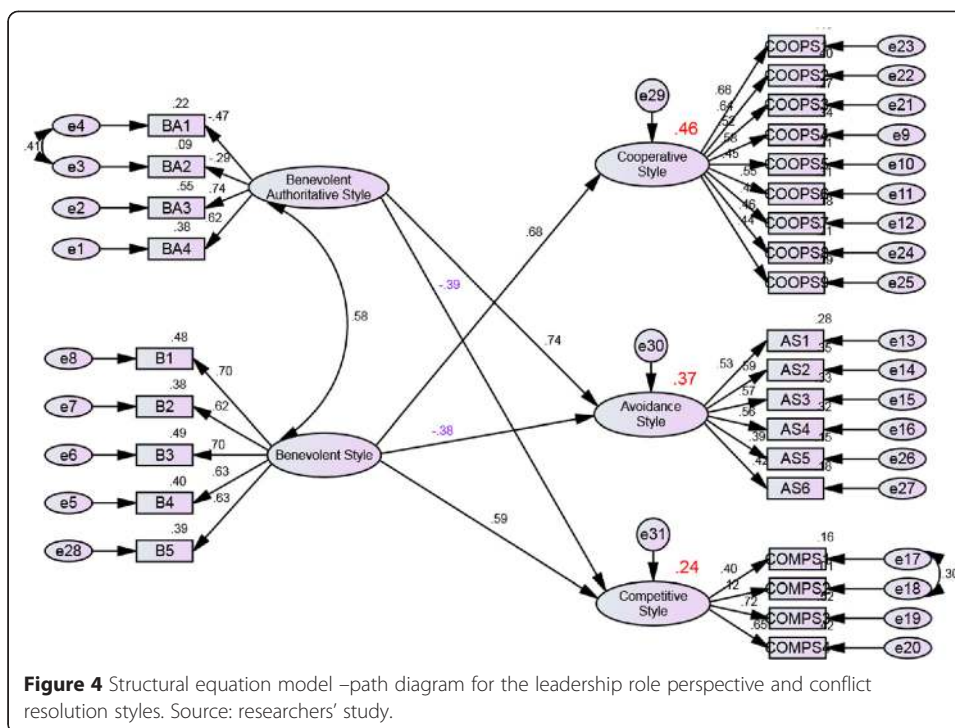 .22
e4 BA1 -.47
.41
.09
e3 BA2 -.29
.55
e2 BA3 .74
.38
e1 BA4 .62
Benevolent
Authoritative Style
.58
.48
e8 B1 .70
.38
e7 B2 .62
.49
e6 B3 .70
.40
e5 B4 .63
.39
e28 B5 .63
Benevolent Style
.68
-.39
.74
-.38
.59
e29
.46
Cooperative
Style
.66 COOPS1 e23
.64 COOPS2 e22
.52 COOPS3 e21
.58 COOPS4 e9
.45 COOPS5 e10
COOPS6 e11
COOPS7 e12
.46 COOPS8 e24
.44 COOPS9 e25
e30
.37
Avoidance
Style
.28
.53 AS1 e13
.59 AS2 e14
.57 AS3 e15
.56 AS4 e16
.39 AS5 e26
.42 AS6 e27
e31
.24
Competitive
Style
.16
.40 COMPS1 e17
.12 COMPS2 e18
.30
.72 COMPS3 e19
.65 COMPS4 e20
Figure 4 Structural equation model –path diagram for the leadership role perspective and conflict
resolution styles. Source: researchers' study.